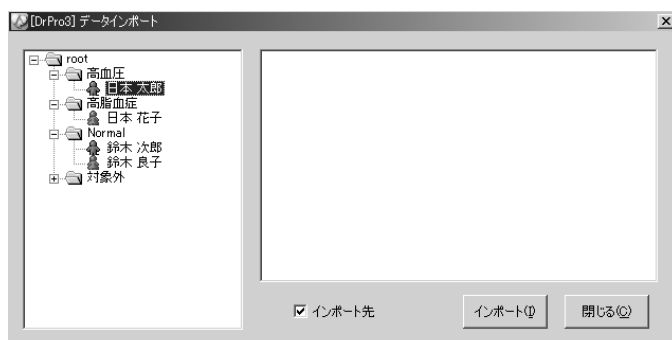 [DrPro3] データインポート
root
高血圧
日本 太郎
高脂血症
日本 花子
Normal
鈴木 次郎
鈴木 良子
対象外
インポート先
インポート(I)
閉じる(C)